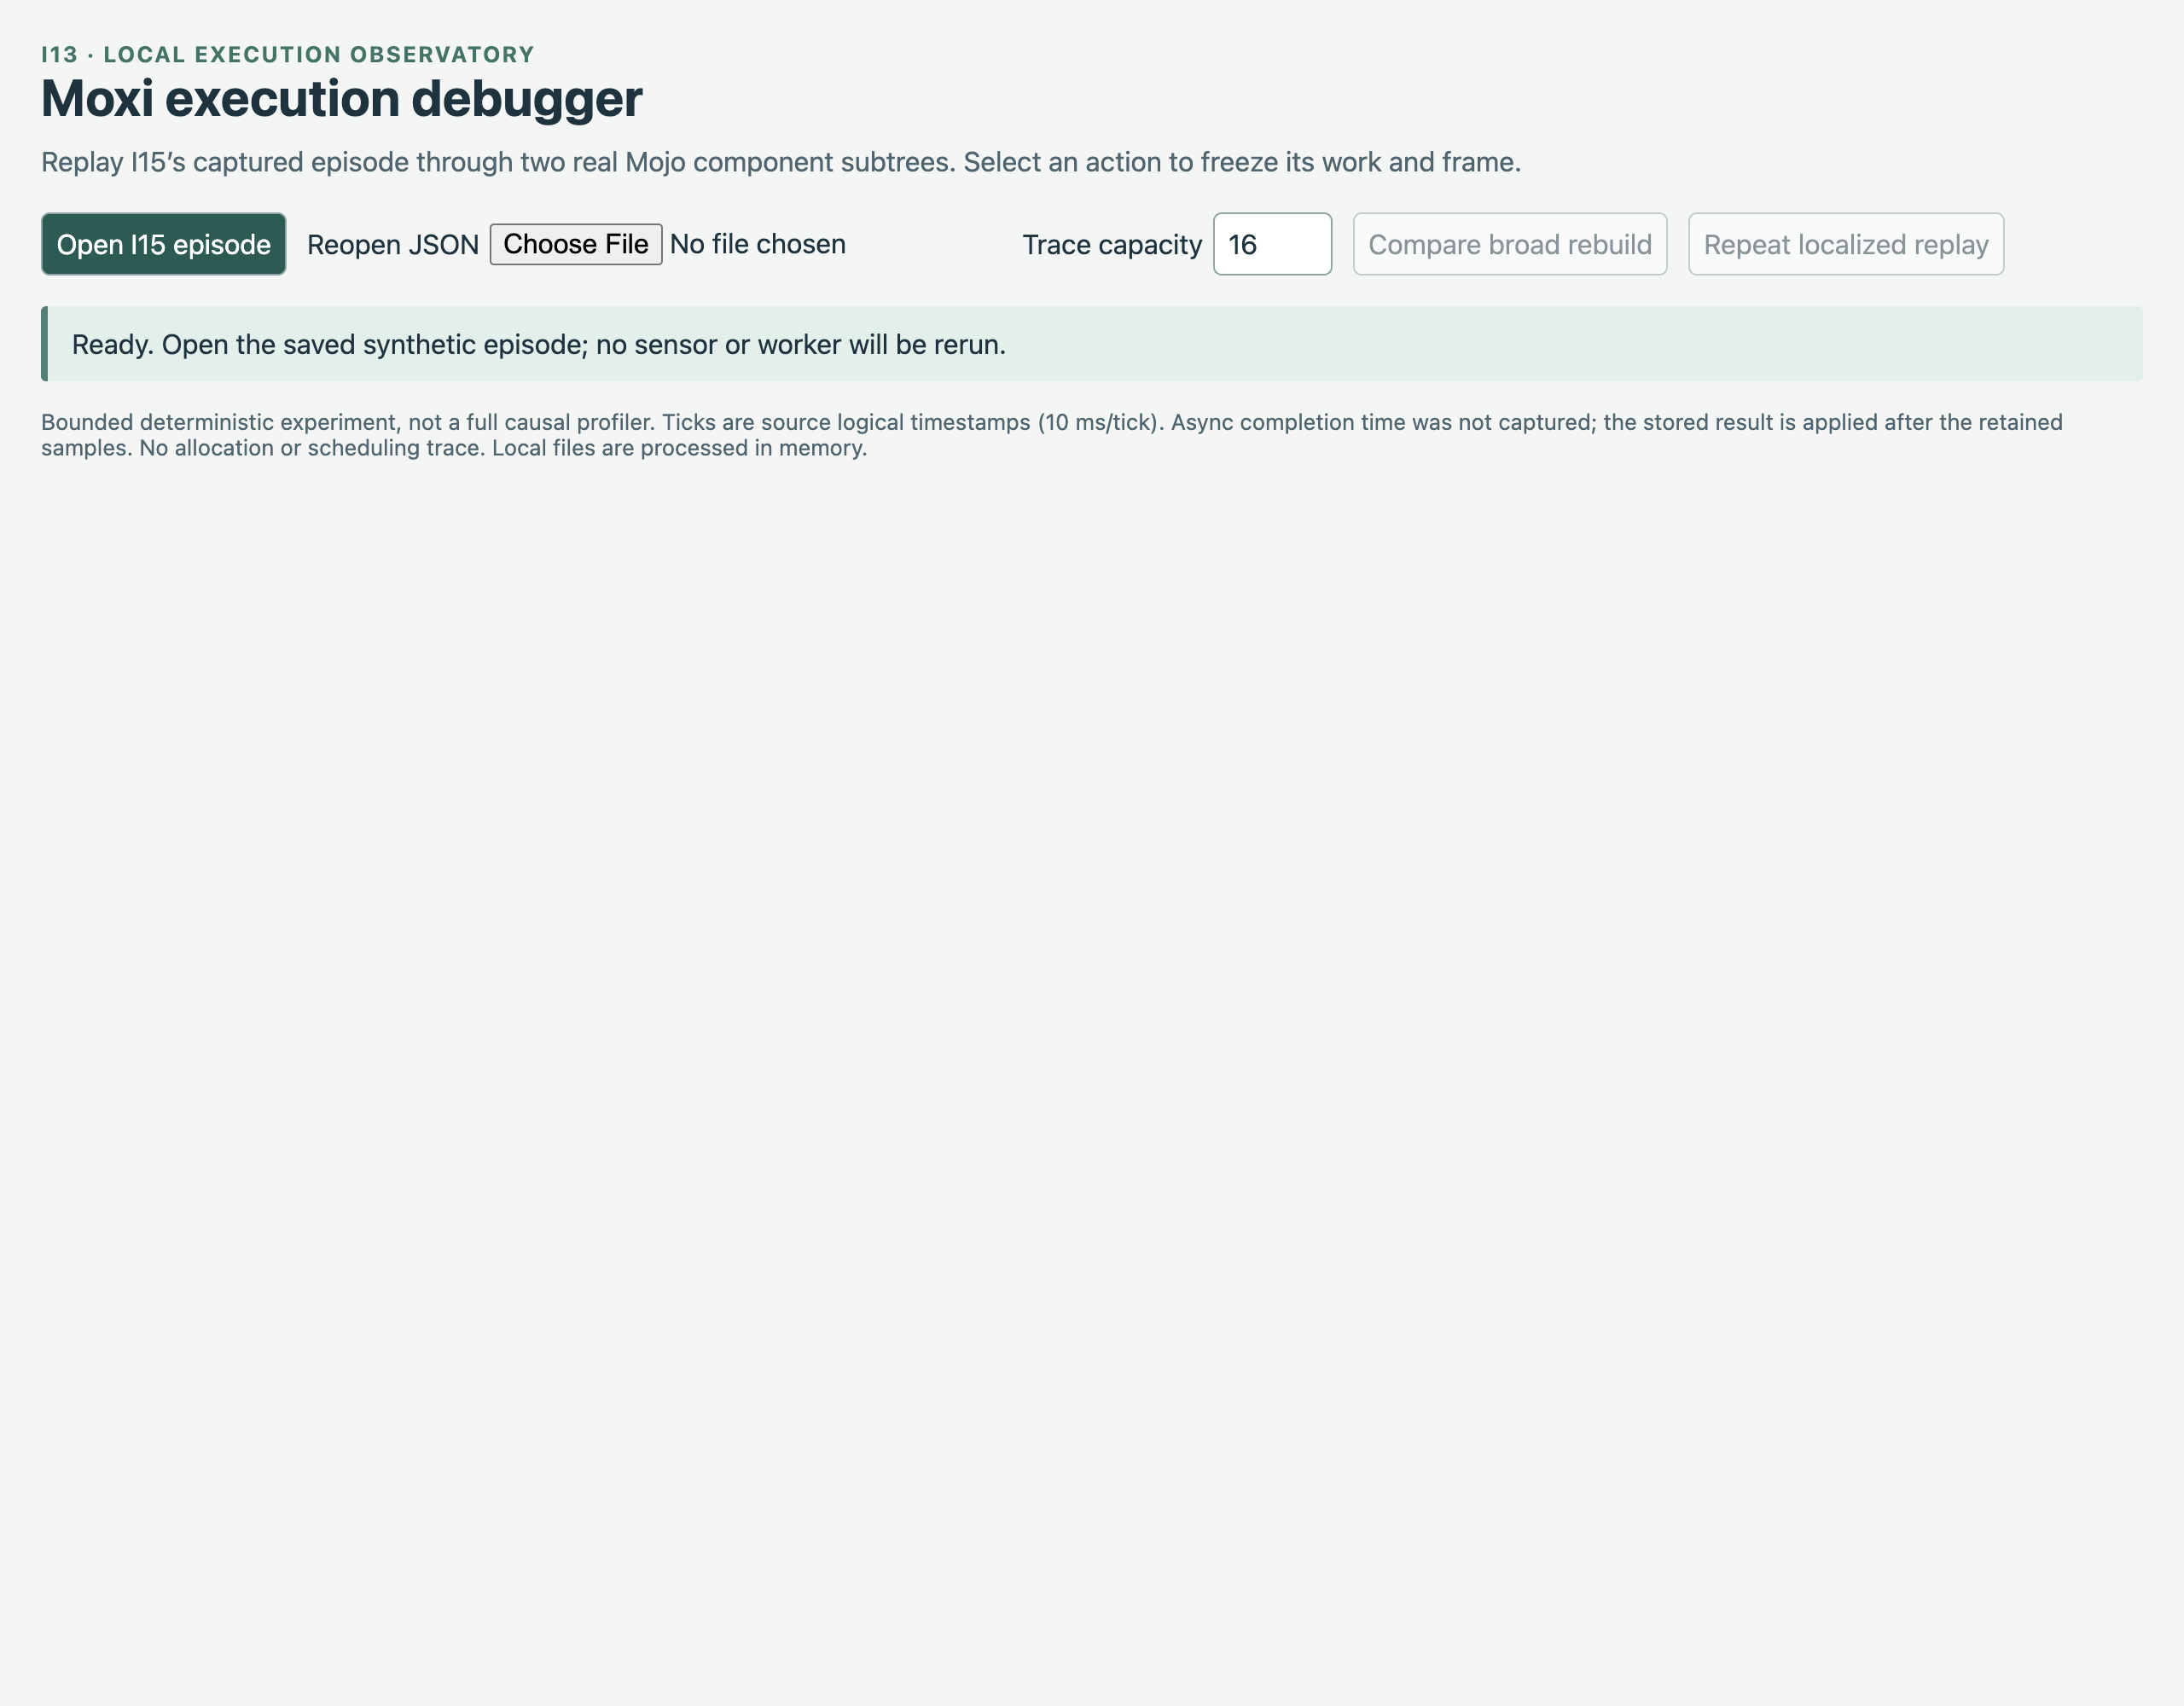 I13 · LOCAL EXECUTION OBSERVATORY
Moxi execution debugger
Replay I15’s captured episode through two real Mojo component subtrees. Select an action to freeze its work and frame.
Open I15 episode Reopen JSON Choose File No file chosen Trace capacity 16 Compare broad rebuild Repeat localized replay
Ready. Open the saved synthetic episode; no sensor or worker will be rerun.
Bounded deterministic experiment, not a full causal profiler. Ticks are source logical timestamps (10 ms/tick). Async completion time was not captured; the stored result is applied after the retained
samples. No allocation or scheduling trace. Local files are processed in memory.